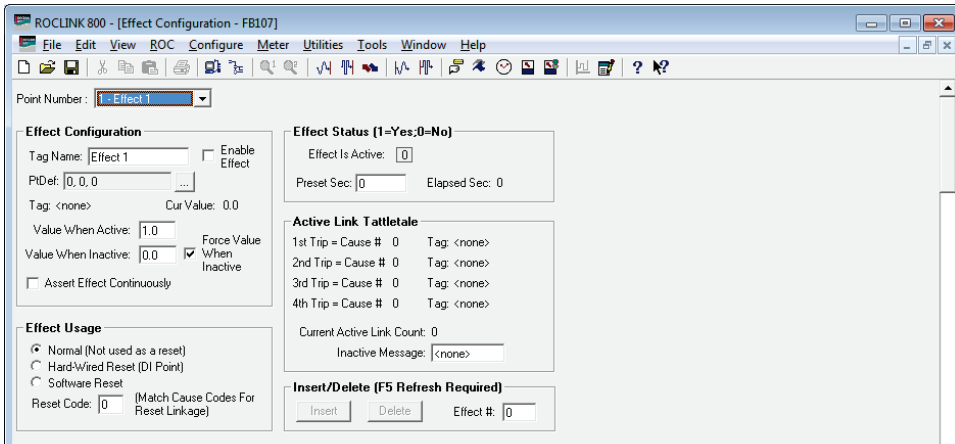 ROCLINK 800 - [Effect Configuration - FB107]
File Edit View ROC Configure Meter Utilities Tools Window Help
Point Number : 1 - Effect 1
Effect Configuration
Tag Name: Effect 1
Enable Effect
PtDef: 0, 0, 0 ...
Tag: <none> Cur Value: 0.0
Value When Active: 1.0
Value When Inactive: 0.0
Force Value When Inactive
Assert Effect Continuously
Effect Usage
Normal (Not used as a reset)
Hard-Wired Reset (DI Point)
Software Reset
Reset Code: 0 (Match Cause Codes For Reset Linkage)
Effect Status (1=Yes;0=No)
Effect Is Active: 0
Preset Sec: 0 Elapsed Sec: 0
Active Link Tattletale
1st Trip = Cause # 0 Tag: <none>
2nd Trip = Cause # 0 Tag: <none>
3rd Trip = Cause # 0 Tag: <none>
4th Trip = Cause # 0 Tag: <none>
Current Active Link Count: 0
Inactive Message: <none>
Insert/Delete (F5 Refresh Required)
Insert Delete Effect #: 0